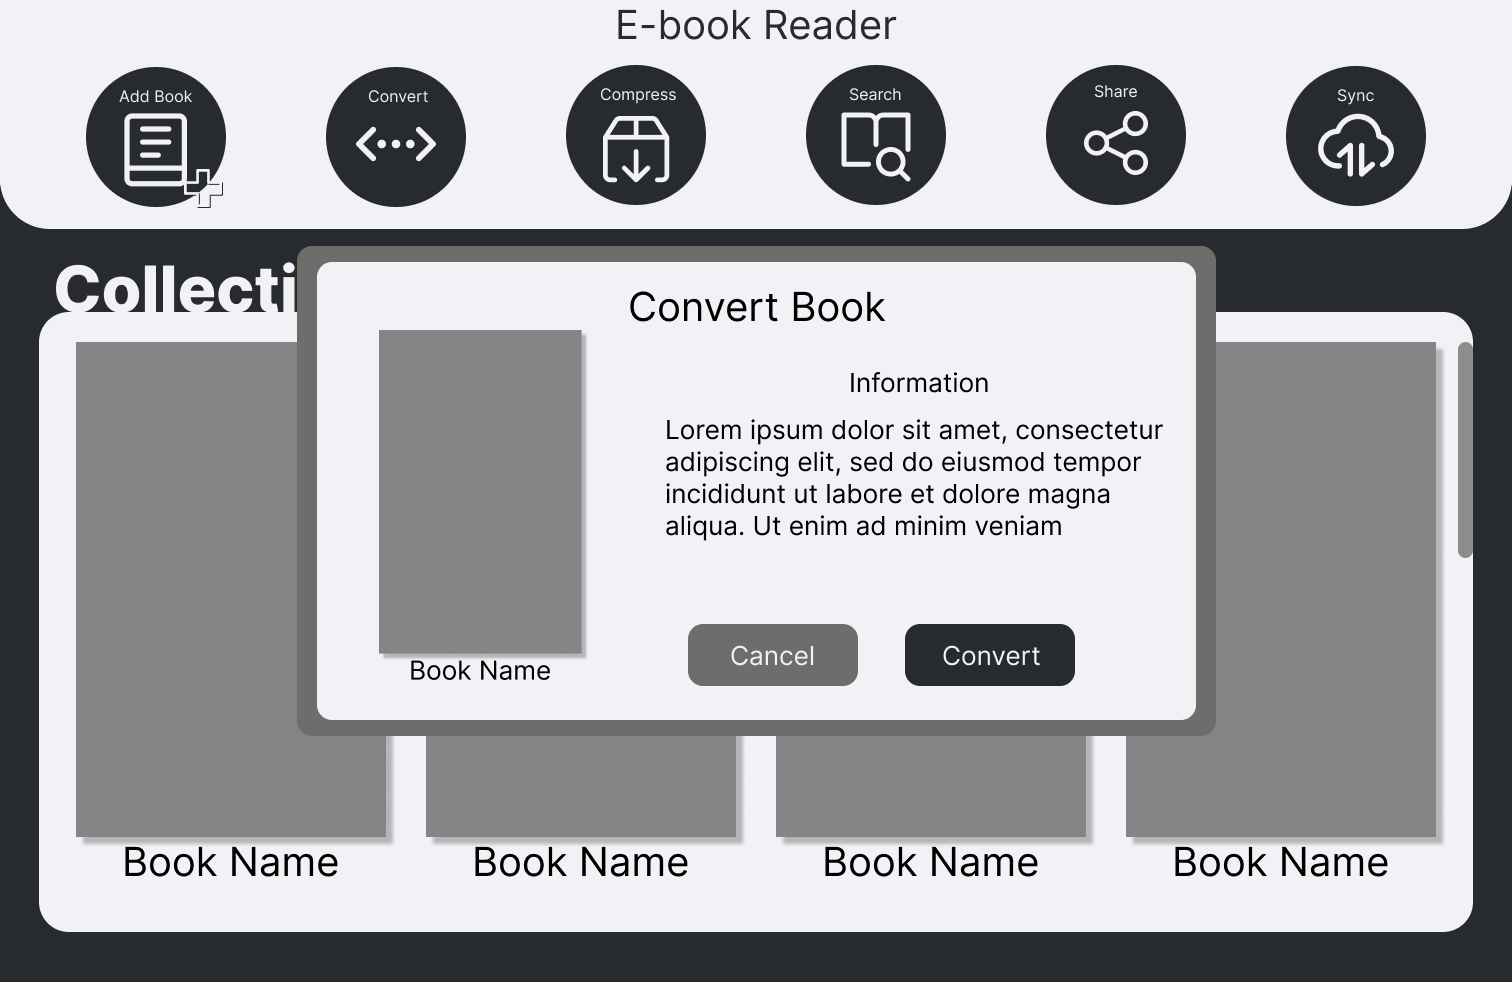 E-book Reader
Add Book
Convert
Compress
Search
Share
Sync
Collecti
Convert Book
Information
Lorem ipsum dolor sit amet, consectetur
adipiscing elit, sed do eiusmod tempor
incididunt ut labore et dolore magna
aliqua. Ut enim ad minim veniam
Book Name
Cancel
Convert
Book Name
Book Name
Book Name
Book Name